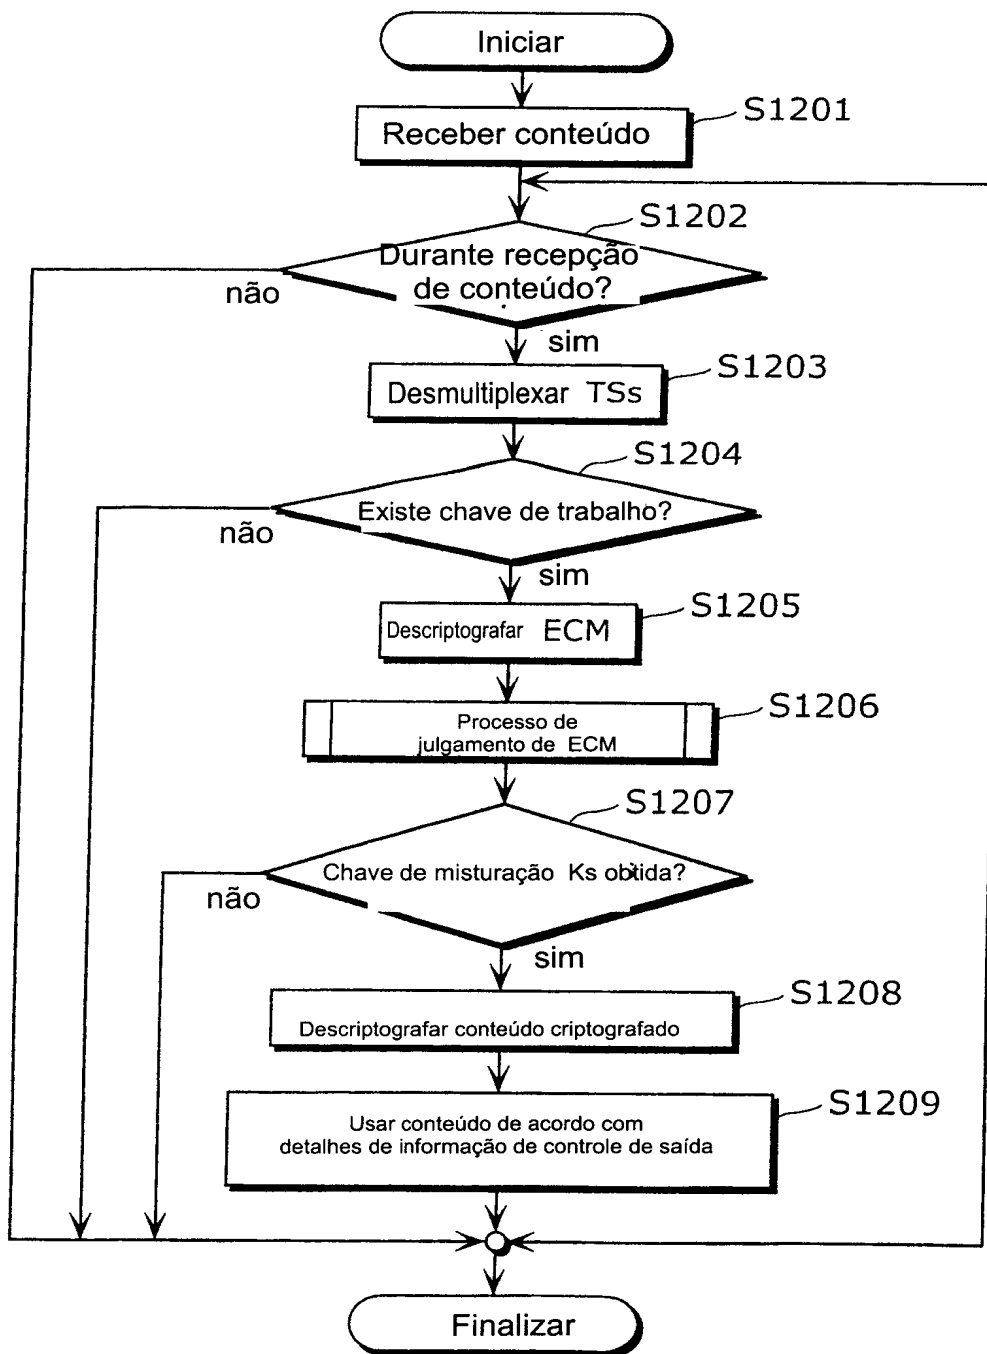 Iniciar
S1201
Receber conteúdo
S1202
Durante recepção
de conteúdo?
não
sim
S1203
Desmultiplexar TSs
S1204
Existe chave de trabalho?
não
sim
S1205
Descriptografar ECM
S1206
Processo de
julgamento de ECM
S1207
Chave de misturação Ks obtida?
não
sim
S1208
Descriptografar conteúdo criptografado
S1209
Usar conteúdo de acordo com
detalhes de informação de controle de saída
Finalizar